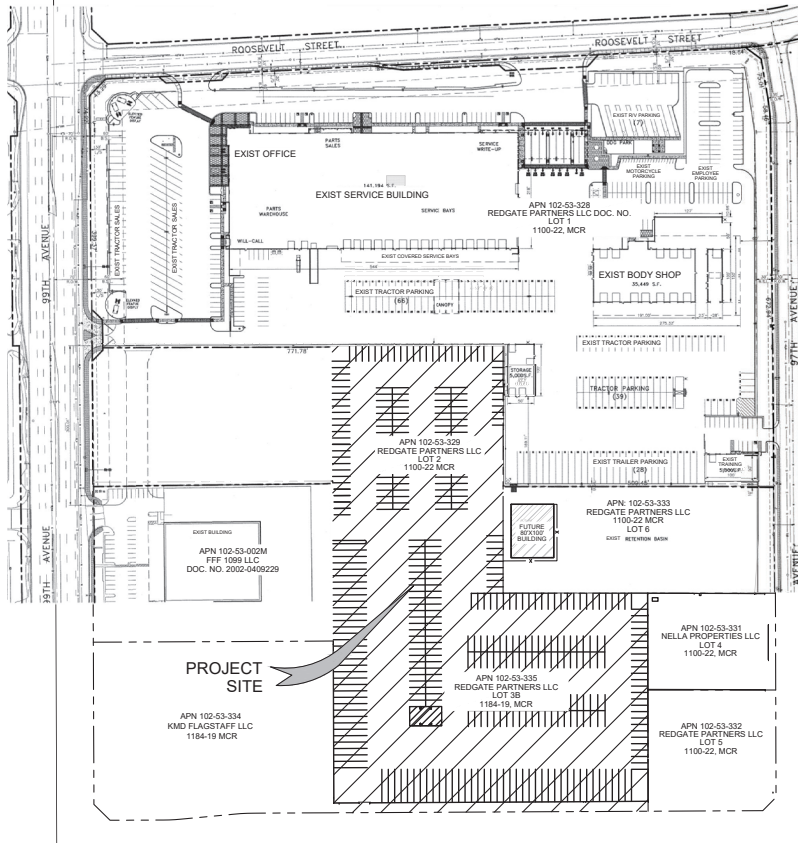 ROOSEVELT STREET
ROOSEVELT STREET
EXIST R/V PARKING
(7)
DOG PARK
EXIST
MOTORCYCLE
PARKING
EXIST
EMPLOYEE
PARKING
PARTS
SALES
SERVICE
WRITE-UP
EXIST OFFICE
141,194 S.F.
EXIST SERVICE BUILDING
PARTS
WAREHOUSE
SERVIC BAYS
WILL-CALL
EXIST COVERED SERVICE BAYS
EXIST TRACTOR SALES
EXIST TRACTOR SALES
99TH AVENUE
APN 102-53-328
REDGATE PARTNERS LLC DOC. NO.
LOT 1
1100-22, MCR
EXIST BODY SHOP
35,449 S.F.
97TH AVENUE
EXIST TRACTOR PARKING
(66)
CANOPY
771.78'
EXIST TRACTOR PARKING
STORAGE
5,000 S.F.
TRACTOR PARKING
(39)
APN 102-53-329
REDGATE PARTNERS LLC
LOT 2
1100-22 MCR
EXIST TRAILER PARKING
(28)
EXIST
TRAINING
APN: 102-53-333
REDGATE PARTNERS LLC
1100-22 MCR
LOT 6
EXIST RETENTION BASIN
FUTURE
80'X100'
BUILDING
EXIST BUILDING
APN 102-53-002M
FFF 1099 LLC
DOC. NO. 2002-0409229
99TH AVENUE
AVENUE
APN 102-53-331
NELLA PROPERTIES LLC
LOT 4
1100-22, MCR
PROJECT
SITE
APN 102-53-335
REDGATE PARTNERS LLC
LOT 3B
1184-19, MCR
APN 102-53-334
KMD FLAGSTAFF LLC
1184-19 MCR
APN 102-53-332
REDGATE PARTNERS LLC
LOT 5
1100-22, MCR